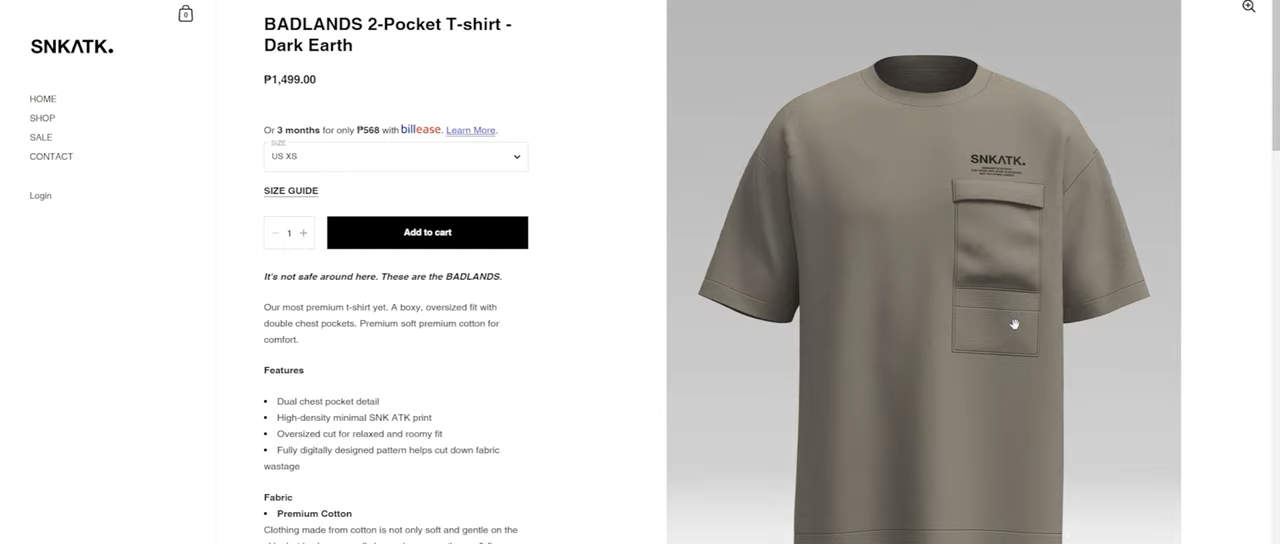 0
SNKATK.
HOME
SHOP
SALE
CONTACT
Login
BADLANDS 2-Pocket T-shirt -
Dark Earth
₱1,499.00
Or 3 months for only ₱568 with billease. Learn More.
SIZE
US XS
SIZE GUIDE
− 1 +
Add to cart
It's not safe around here. These are the BADLANDS.
Our most premium t-shirt yet. A boxy, oversized fit with
double chest pockets. Premium soft premium cotton for
comfort.
Features
• Dual chest pocket detail
• High-density minimal SNK ATK print
• Oversized cut for relaxed and roomy fit
• Fully digitally designed pattern helps cut down fabric
wastage
Fabric
• Premium Cotton
Clothing made from cotton is not only soft and gentle on the
SNKATK.